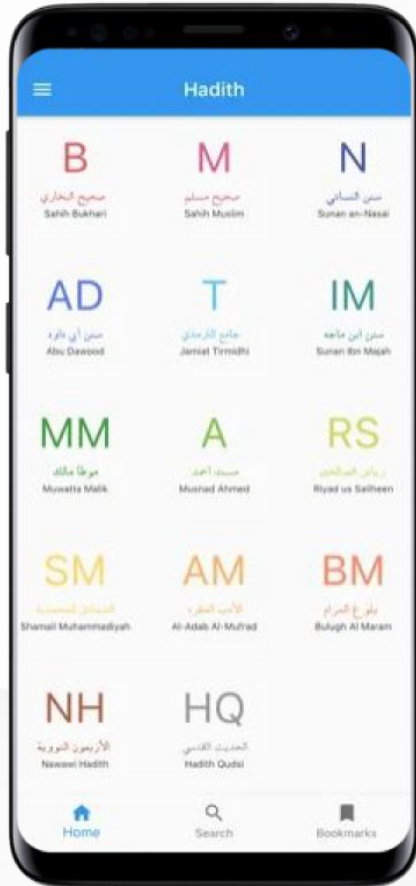 Hadith
B
صحيح البخاري
Sahih Bukhari
M
صحيح مسلم
Sahih Muslim
N
سنن النسائي
Sunan an-Nasai
AD
سنن أبي داود
Abu Dawood
T
جامع الترمذي
Jamiat Tirmidhi
IM
سنن ابن ماجه
Sunan Ibn Majah
MM
موطأ مالك
Muwatta Malik
A
مسند احمد
Musnad Ahmed
RS
رياض الصالحين
Riyad us Saliheen
SM
الشمائل المحمدية
Shamail Muhammadiyah
AM
الأدب المفرد
Al-Adab Al-Mufrad
BM
بلوغ المرام
Bulugh Al Maram
NH
الأربعون النووية
Nawawi Hadith
HQ
الحديث القدسي
Hadith Qudsi
Home
Search
Bookmarks